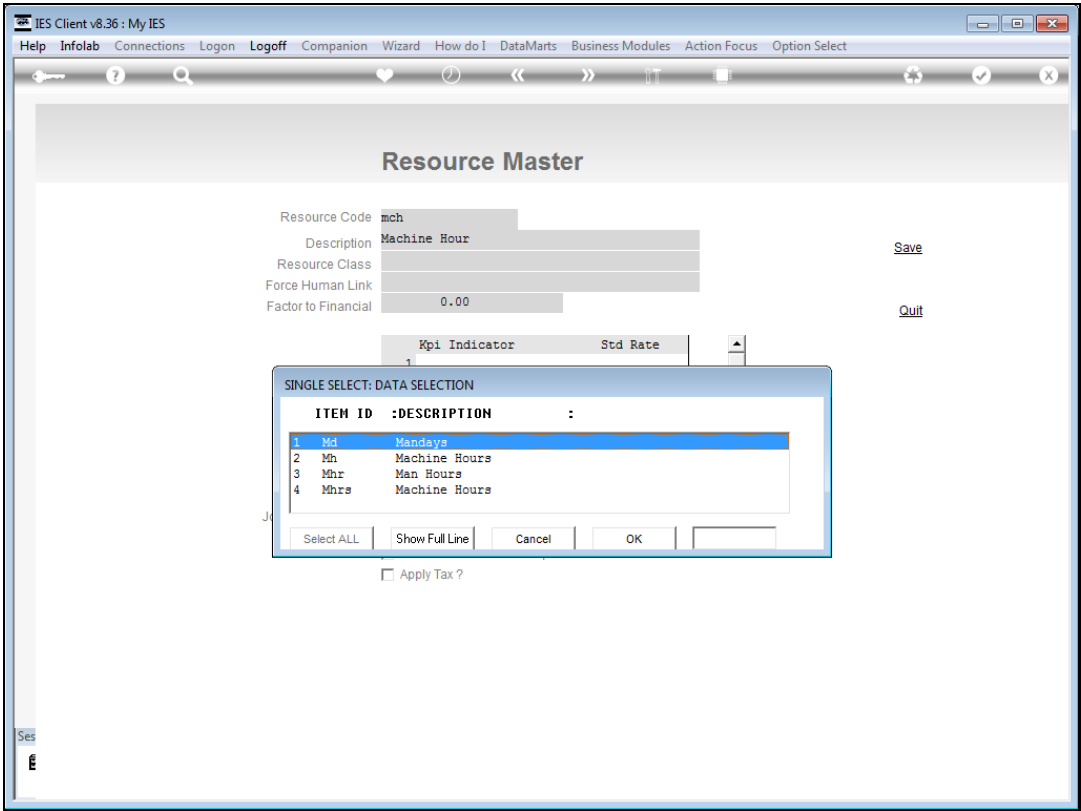 IES Client v8.36 : My IES
Help Infolab Connections Logon Logoff Companion Wizard How do I DataMarts Business Modules Action Focus Option Select
Resource Master
Resource Code mch
Description Machine Hour
Save
Resource Class
Force Human Link
Factor to Financial 0.00
Quit
Kpi Indicator Std Rate
1
SINGLE SELECT: DATA SELECTION
ITEM ID :DESCRIPTION :
1 Md Mandays
2 Mh Machine Hours
3 Mhr Man Hours
4 Mhrs Machine Hours
Select ALL Show Full Line Cancel OK
Apply Tax ?
Ses